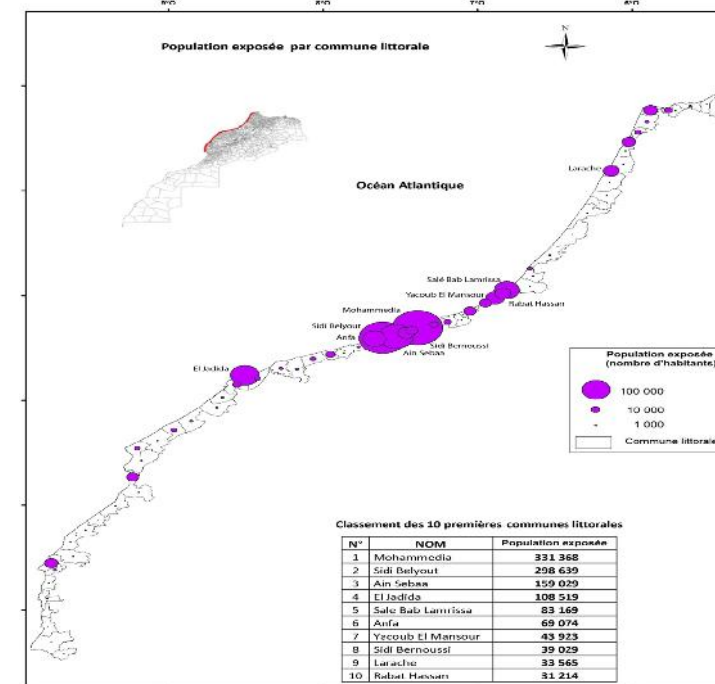 Population exposée par commune littorale
N
Océan Atlantique
Larache
Salé Bab Lamrissa
Yacoub El Mansour
Rabat Hassan
Mohammedia
Sidi Belyout
Anfa
Sidi Bernoussi
Ain Sebaa
El Jadida
Population exposée
(nombre d'habitants)
100 000
10 000
1 000
Commune littorale
Classement des 10 premières communes littorales
N° NOM Population exposée
1 Mohammedia 331 368
2 Sidi Belyout 298 639
3 Ain Sebaa 159 029
4 El Jadida 108 519
5 Sale Bab Lamrissa 83 169
6 Anfa 69 074
7 Yacoub El Mansour 43 923
8 Sidi Bernoussi 39 029
9 Larache 33 565
10 Rabat Hassan 31 214